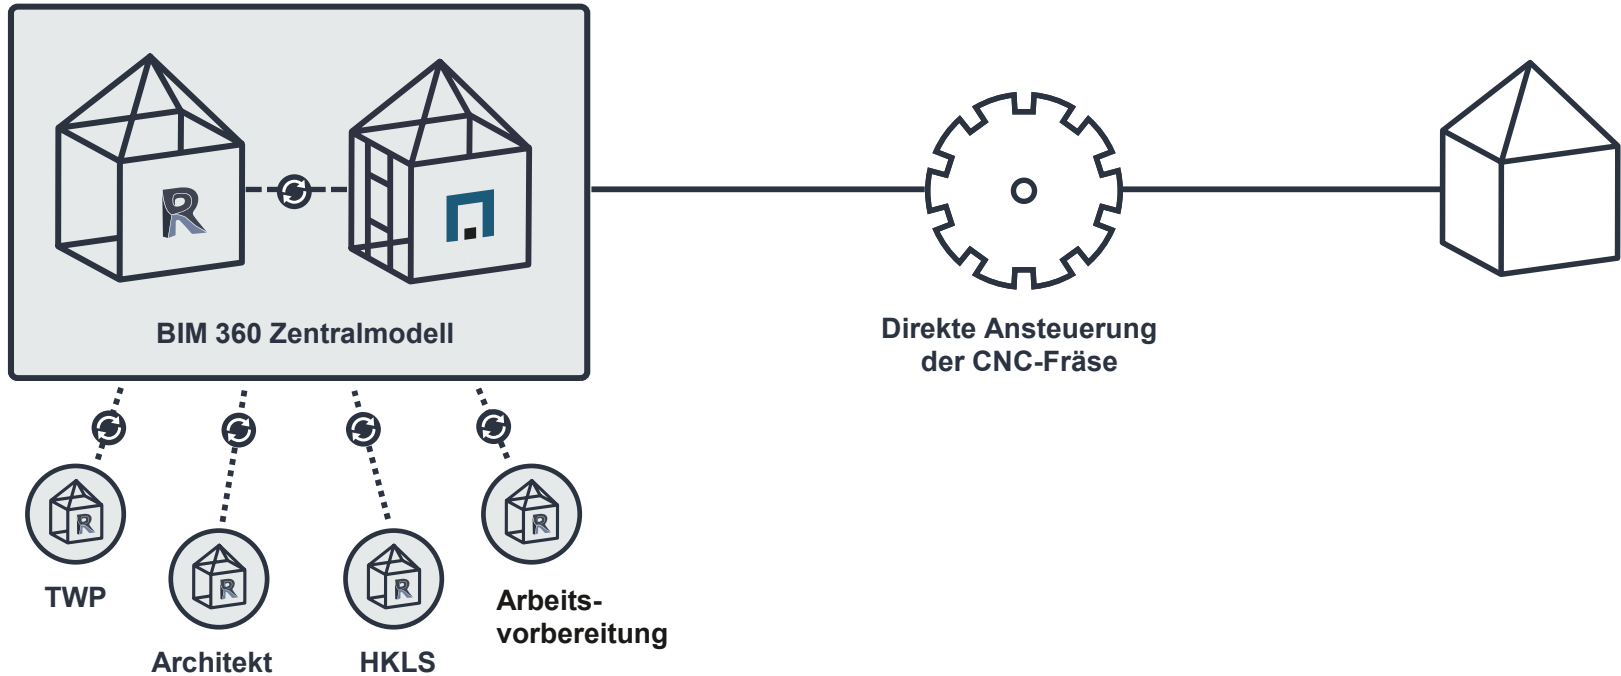 R
BIM 360 Zentralmodell
Direkte Ansteuerung
der CNC-Fräse
R
TWP
R
Architekt
R
HKLS
R
Arbeits-
vorbereitung